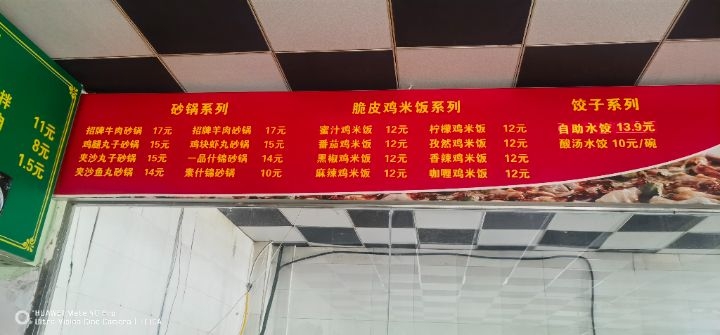 11元
8元
1.5元
砂锅系列
招牌牛肉砂锅 17元 招牌羊肉砂锅 17元
鸡腿丸子砂锅 15元 鸡块虾丸砂锅 15元
夹沙丸子砂锅 15元 一品什锦砂锅 14元
夹沙鱼丸砂锅 14元 素什锦砂锅 10元
脆皮鸡米饭系列
蜜汁鸡米饭 12元 柠檬鸡米饭 12元
番茄鸡米饭 12元 孜然鸡米饭 12元
黑椒鸡米饭 12元 香辣鸡米饭 12元
麻辣鸡米饭 12元 咖喱鸡米饭 12元
饺子系列
自助水饺 13.9元
酸汤水饺 10元/碗
HUAWEI Mate 40 Pro
Ultra Vision Cine Camera | LEICA